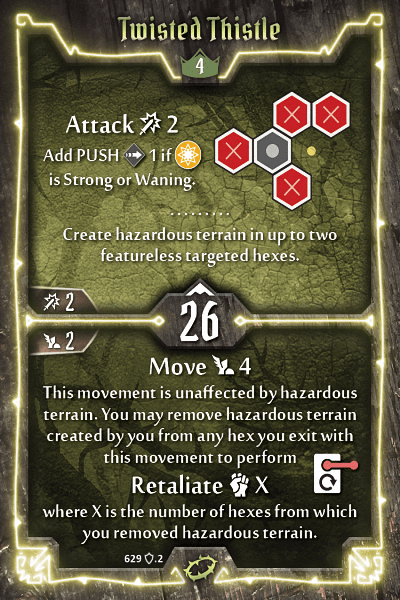 Twisted Thistle
4
Attack 2
Add PUSH 1 if
is Strong or Waning.
Create hazardous terrain in up to two
featureless targeted hexes.
2
26
2
Move 4
This movement is unaffected by hazardous
terrain. You may remove hazardous terrain
created by you from any hex you exit with
this movement to perform
Retaliate X
where X is the number of hexes from which
you removed hazardous terrain.
629 .2